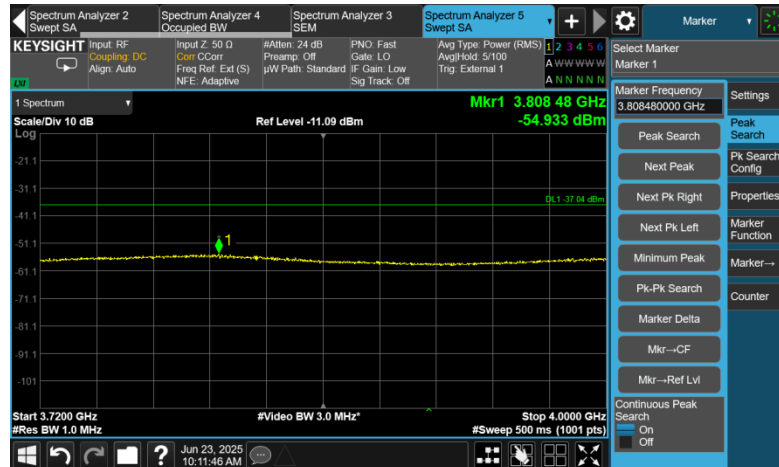 Spectrum Analyzer 2
Swept SA
Spectrum Analyzer 4
Occupied BW
Spectrum Analyzer 3
SEM
Spectrum Analyzer 5
Swept SA
+
Marker
KEYSIGHT
LXI
Input: RF
Coupling: DC
Align: Auto
Input Z: 50 Ω
Corr CCorr
Freq Ref: Ext (S)
NFE: Adaptive
#Atten: 24 dB
Preamp: Off
µW Path: Standard
PNO: Fast
Gate: LO
IF Gain: Low
Sig Track: Off
Avg Type: Power (RMS)
Avg|Hold: 5/100
Trig: External 1
1 2 3 4 5 6
A W W W W W
A N N N N N
Select Marker
Marker 1
1 Spectrum
Mkr1 3.808 48 GHz
Scale/Div 10 dB
Ref Level -11.09 dBm
-54.933 dBm
Log
-21.1
-31.1
-41.1
-51.1
-61.1
-71.1
-81.1
-91.1
-101
DL1 -37.04 dBm
1
Start 3.7200 GHz
#Video BW 3.0 MHz*
Stop 4.0000 GHz
#Res BW 1.0 MHz
#Sweep 500 ms (1001 pts)
Marker Frequency
3.808480000 GHz
Peak Search
Next Peak
Next Pk Right
Next Pk Left
Minimum Peak
Pk-Pk Search
Marker Delta
Mkr→CF
Mkr→Ref Lvl
Continuous Peak
Search
On
Off
Settings
Peak
Search
Pk Search
Config
Properties
Marker
Function
Marker→
Counter
?
Jun 23, 2025
10:11:46 AM